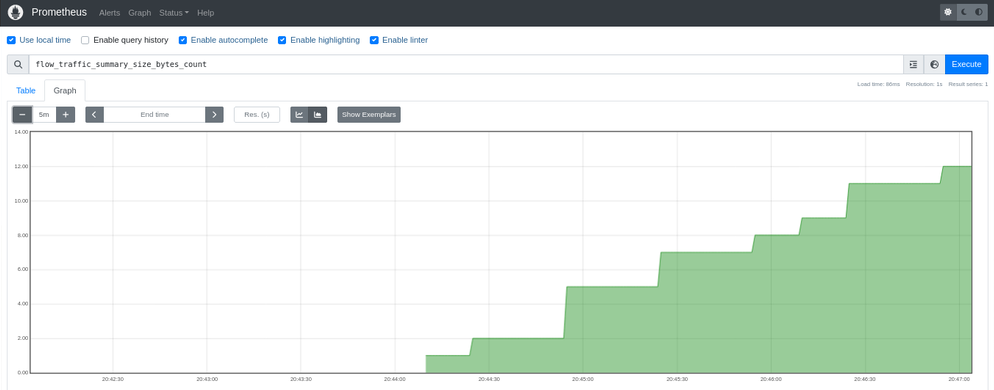 Prometheus Alerts Graph Status Help
Use local time Enable query history Enable autocomplete Enable highlighting Enable linter
flow_traffic_summary_size_bytes_count Execute
Load time: 86ms Resolution: 1s Result series: 1
Table Graph
− 5m + End time Res. (s) Show Exemplars
14.00
12.00
10.00
8.00
6.00
4.00
2.00
0.00
20:42:30 20:43:00 20:43:30 20:44:00 20:44:30 20:45:00 20:45:30 20:46:00 20:46:30 20:47:00